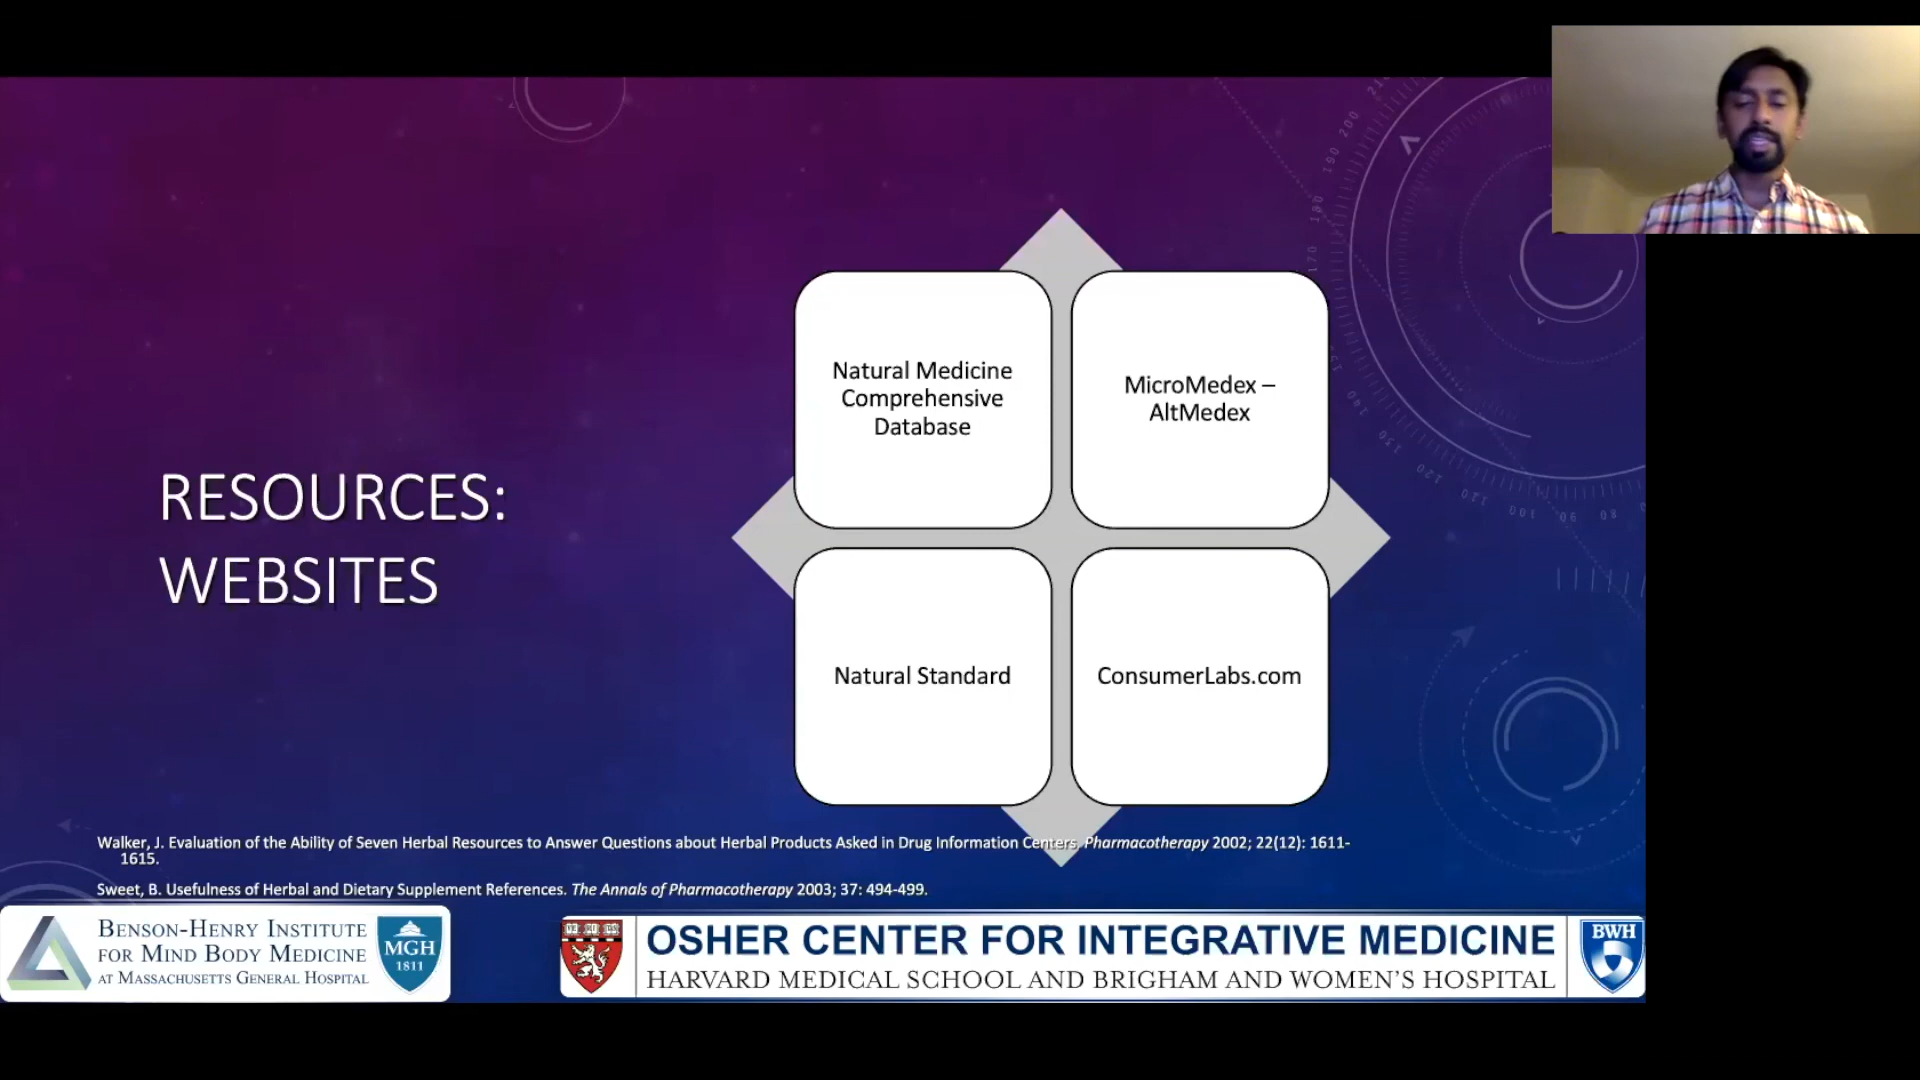 RESOURCES:
WEBSITES
Natural Medicine
Comprehensive
Database
MicroMedex –
AltMedex
Natural Standard
ConsumerLabs.com
Walker, J. Evaluation of the Ability of Seven Herbal Resources to Answer Questions about Herbal Products Asked in Drug Information Centers. Pharmacotherapy 2002; 22(12): 1611-
1615.
Sweet, B. Usefulness of Herbal and Dietary Supplement References. The Annals of Pharmacotherapy 2003; 37: 494-499.
BENSON-HENRY INSTITUTE
FOR MIND BODY MEDICINE
AT MASSACHUSETTS GENERAL HOSPITAL
MGH
1811
OSHER CENTER FOR INTEGRATIVE MEDICINE
HARVARD MEDICAL SCHOOL AND BRIGHAM AND WOMEN'S HOSPITAL
BWH